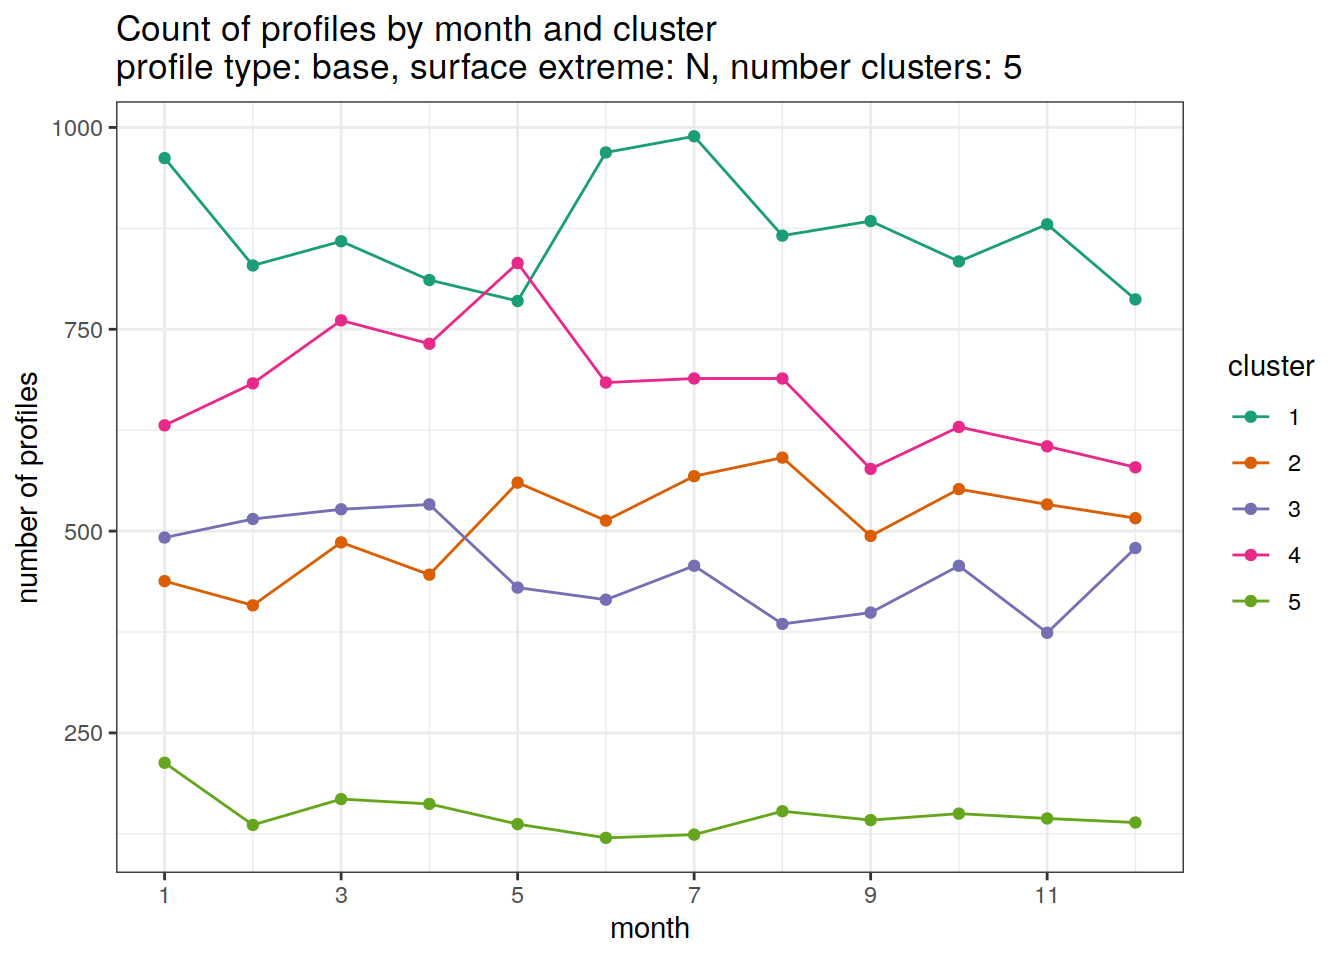 Count of profiles by month and cluster
profile type: base, surface extreme: N, number clusters: 5
1000
750
500
250
number of profiles
1 3 5 7 9 11
month
cluster
1
2
3
4
5